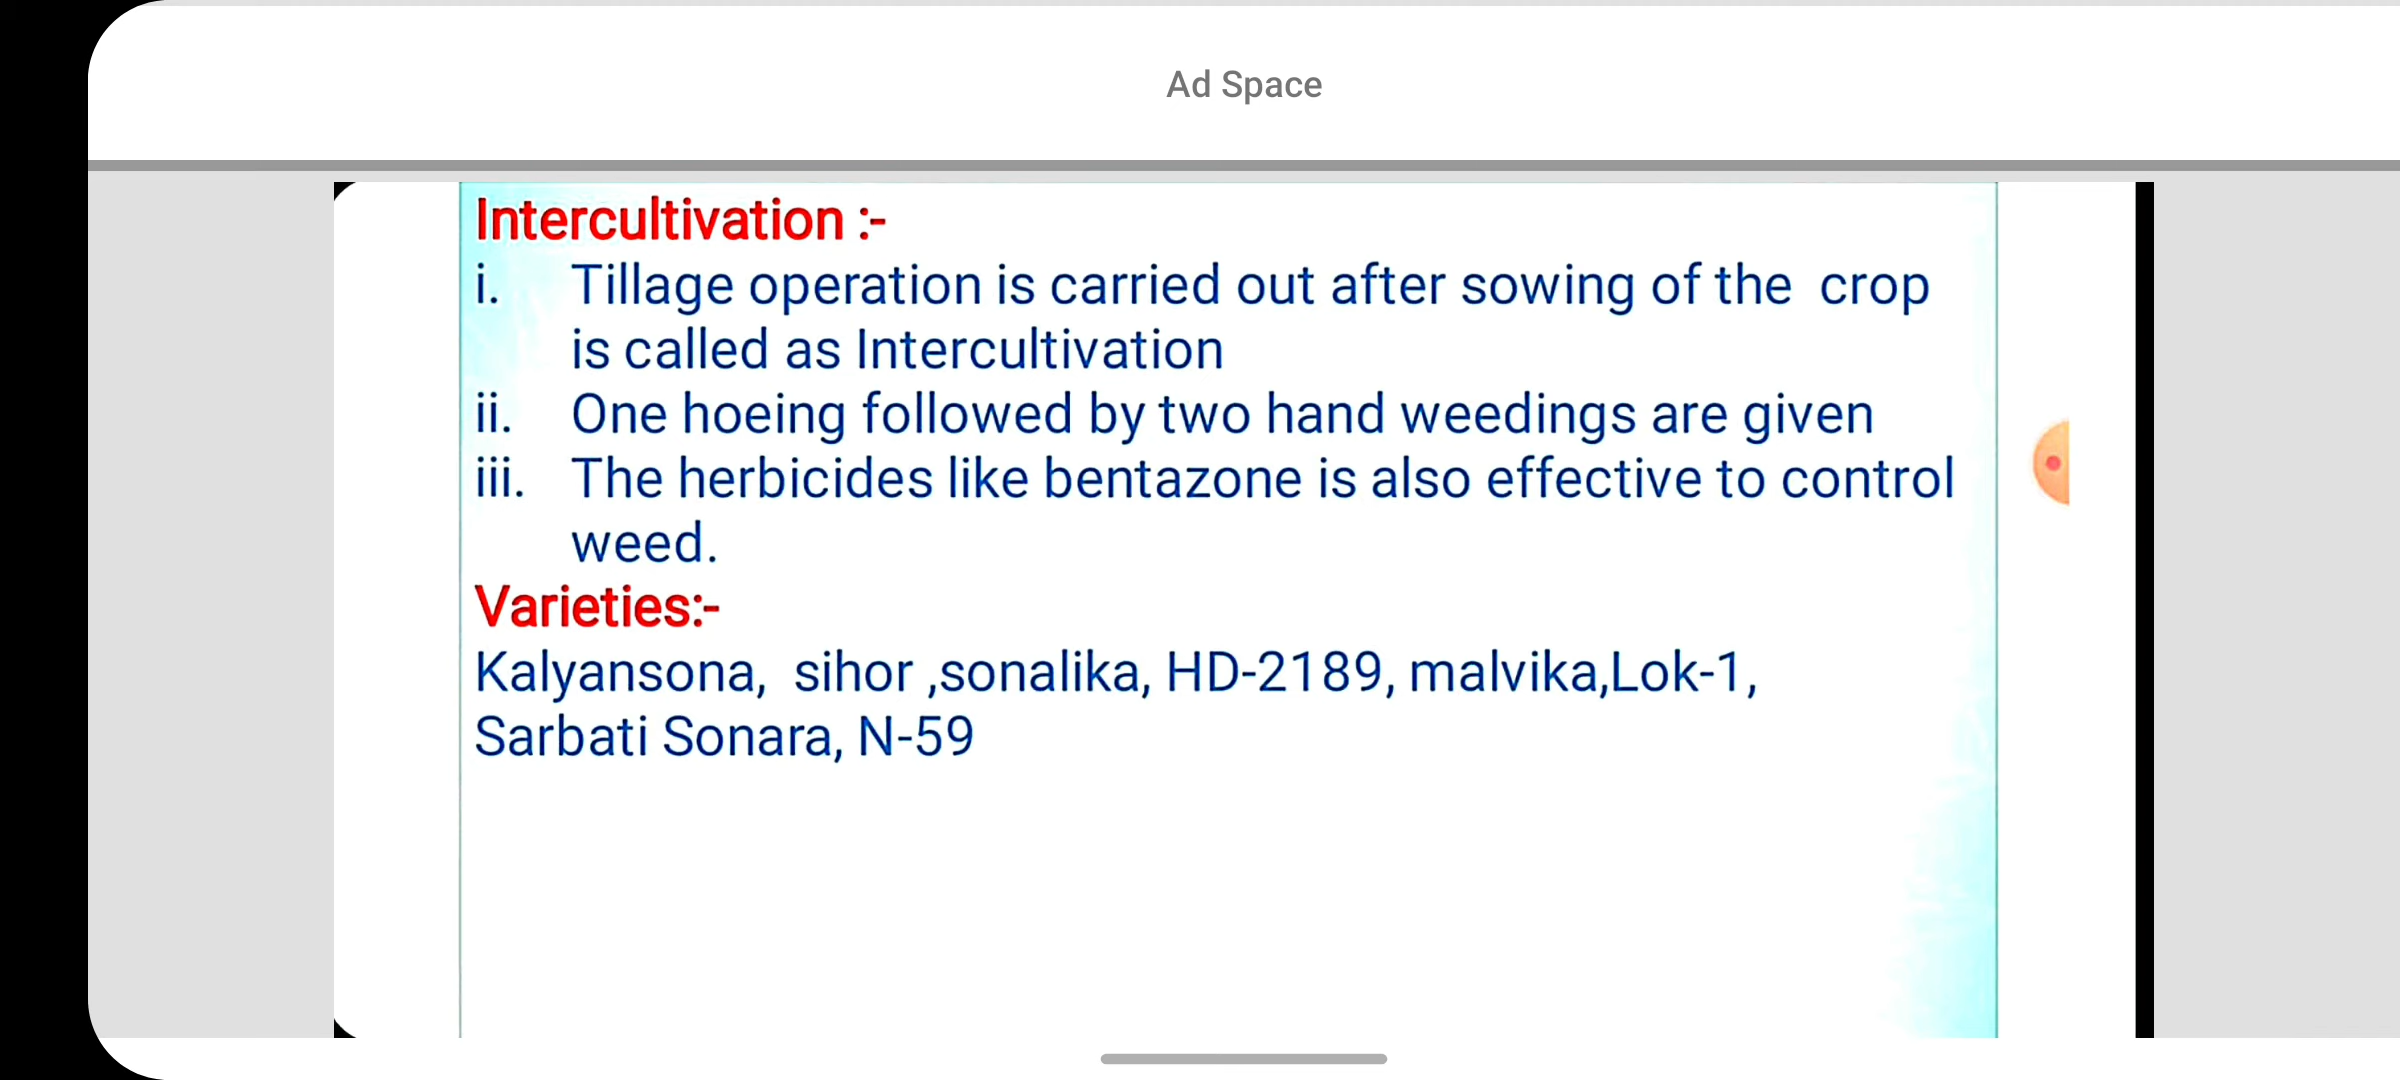 Ad Space
Intercultivation :-
i. Tillage operation is carried out after sowing of the crop
is called as Intercultivation
ii. One hoeing followed by two hand weedings are given
iii. The herbicides like bentazone is also effective to control
weed.
Varieties:-
Kalyansona, sihor ,sonalika, HD-2189, malvika,Lok-1,
Sarbati Sonara, N-59